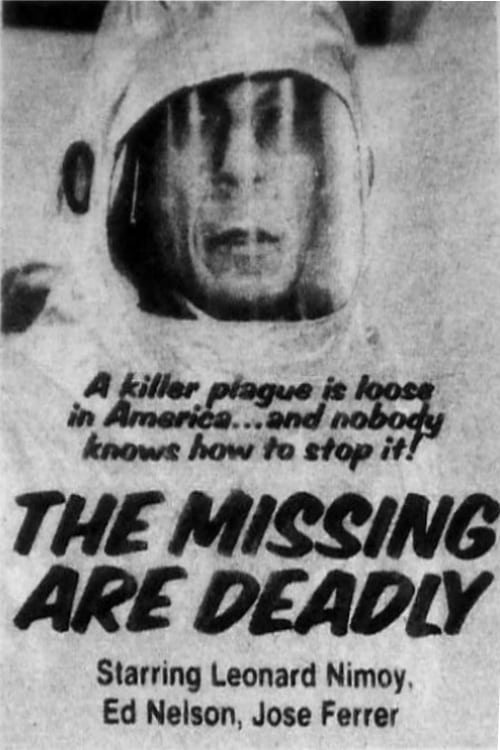 A killer plague is loose
in America...and nobody
knows how to stop it!
THE MISSING
ARE DEADLY
Starring Leonard Nimoy,
Ed Nelson, Jose Ferrer